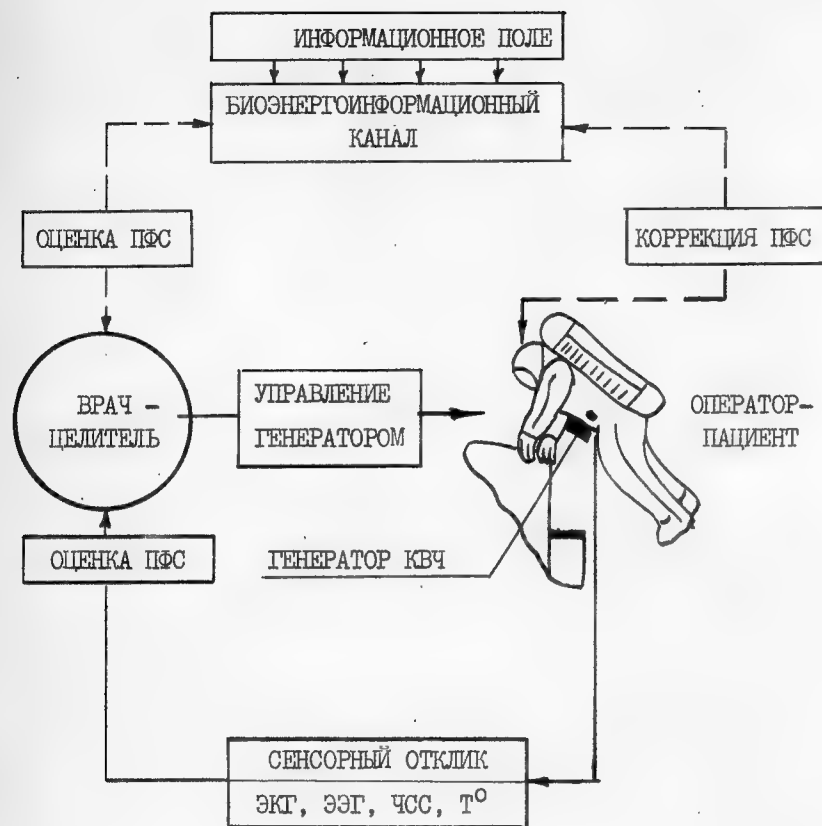 ИНФОРМАЦИОННОЕ ПОЛЕ
БИОЭНЕРГОИНФОРМАЦИОННЫЙ
КАНАЛ
ОЦЕНКА ПФС
КОРРЕКЦИЯ ПФС
ВРАЧ -
ЦЕЛИТЕЛЬ
УПРАВЛЕНИЕ
ГЕНЕРАТОРОМ
ОПЕРАТОР-
ПАЦИЕНТ
ОЦЕНКА ПФС
ГЕНЕРАТОР КВЧ
СЕНСОРНЫЙ ОТКЛИК
ЭКГ, ЭЭГ, ЧСС, Т°